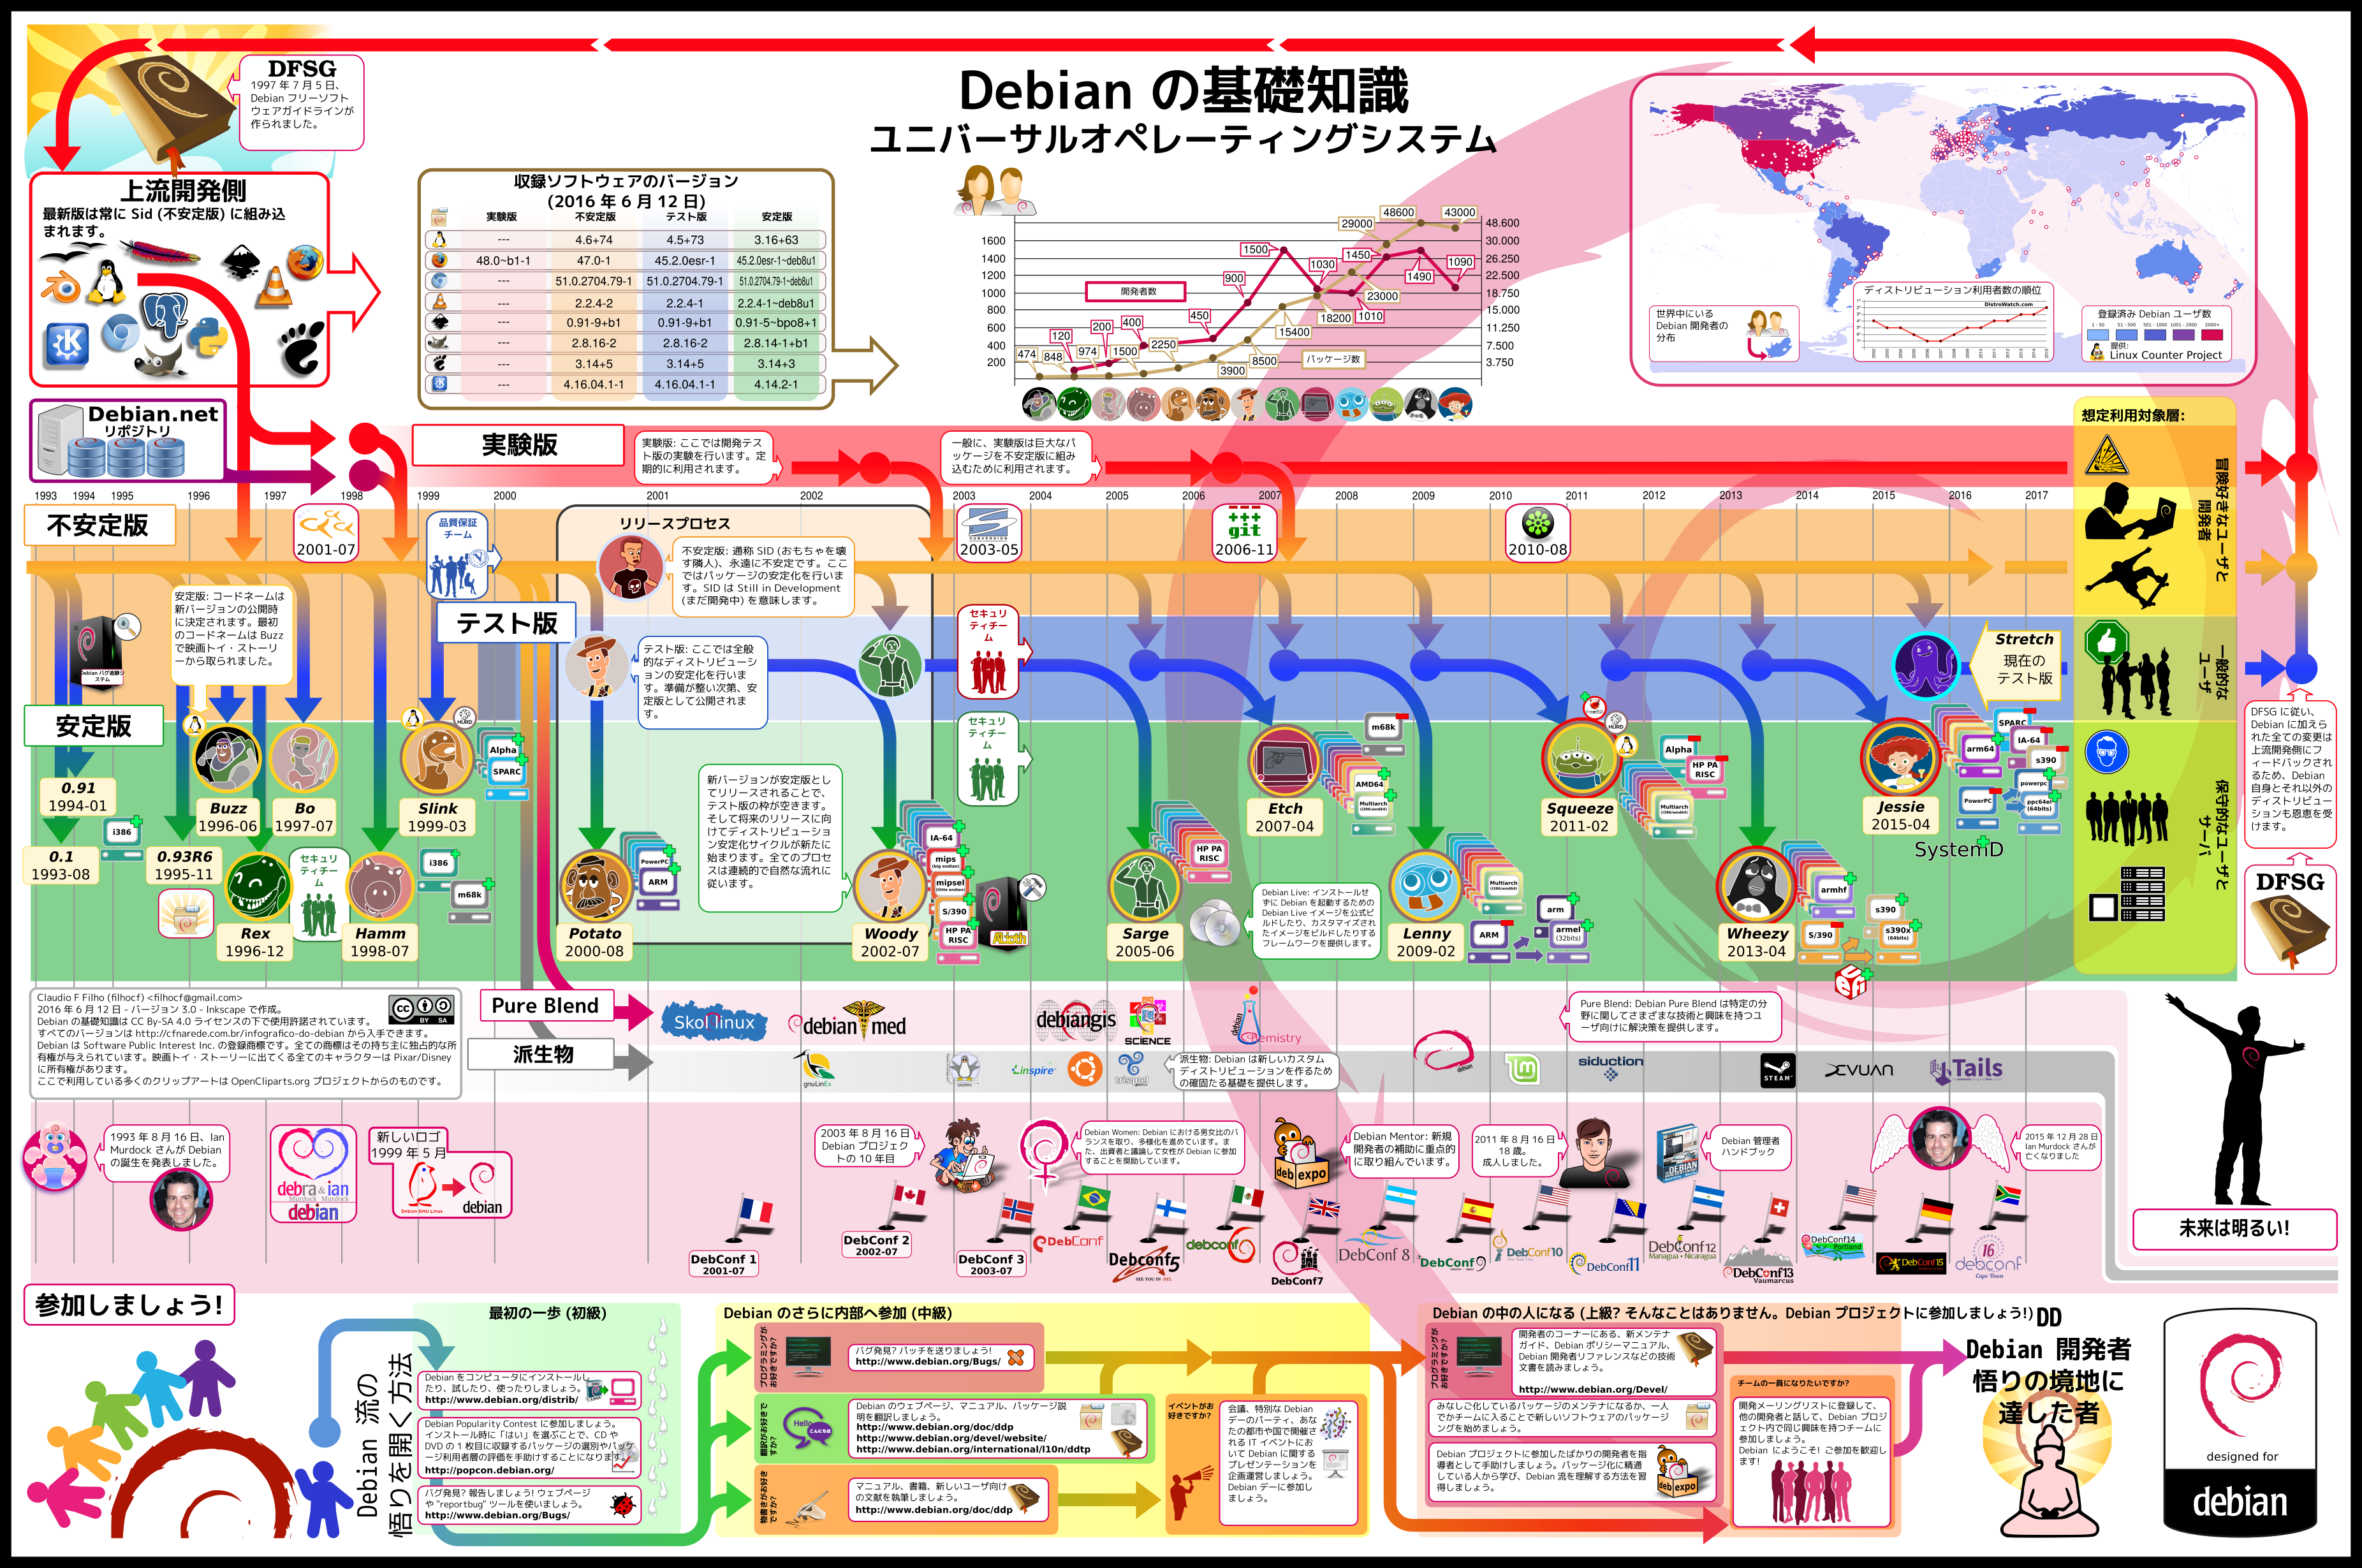 Debian の基礎知識
ユニバーサルオペレーティングシステム
DFSG
1997 年 7 月 5 日、
Debian フリーソフト
ウェアガイドラインが
作られました。
上流開発側
最新版は常に Sid (不安定版) に組み込
まれます。
Debian.net
リポジトリ
収録ソフトウェアのバージョン
(2016 年 6 月 12 日)
実験版 不安定版 テスト版 安定版
--- 4.6+74 4.5+73 3.16+63
48.0~b1-1 47.0-1 45.2.0esr-1 45.2.0esr-1~deb8u1
--- 51.0.2704.79-1 51.0.2704.79-1 51.0.2704.79-1~deb8u1
--- 2.2.4-2 2.2.4-1 2.2.4-1~deb8u1
--- 0.91-9+b1 0.91-9+b1 0.91-5~bpo8+1
--- 2.8.16-2 2.8.16-2 2.8.14-1+b1
--- 3.14+5 3.14+5 3.14+3
--- 4.16.04.1-1 4.16.04.1-1 4.14.2-1
1600
1400
1200
1000
800
600
400
200
48.600
30.000
26.250
22.500
18.750
15.000
11.250
7.500
3.750
開発者数
パッケージ数
120
200
400
450
900
1500
1030
1010
1450
1490
1090
474
848
974
1500
2250
3900
8500
15400
18200
23000
29000
48600
43000
世界中にいる
Debian 開発者の
分布
ディストリビューション利用者数の順位
DistroWatch.com
登録済み Debian ユーザ数
1 - 50 51 - 500 501 - 1000 1001 - 2000 2000+
提供:
Linux Counter Project
実験版
実験版: ここでは開発テス
ト版の実験を行います。定
期的に利用されます。
一般に、実験版は巨大なパ
ッケージを不安定版に組み
込むために利用されます。
1993 1994 1995 1996 1997 1998 1999 2000 2001 2002 2003 2004 2005 2006 2007 2008 2009 2010 2011 2012 2013 2014 2015 2016 2017
不安定版
2001-07
品質保証
チーム
リリースプロセス
不安定版: 通称 SID (おもちゃを壊
す隣人)、永遠に不安定です。ここ
ではパッケージの安定化を行いま
す。SID は Still in Development
(まだ開発中) を意味します。
SUBVERSION
2003-05
git
2006-11
2010-08
安定版: コードネームは
新バージョンの公開時
に決定されます。最初
のコードネームは Buzz
で映画トイ・ストーリ
ーから取られました。
Debian バグ追跡シ
ステム
テスト版
テスト版: ここでは全般
的なディストリビューシ
ョンの安定化を行いま
す。準備が整い次第、安
定版として公開されま
す。
セキュリ
ティチー
ム
Stretch
現在の
テスト版
安定版
セキュリ
ティチー
ム
新バージョンが安定版とし
てリリースされることで、
テスト版の枠が空きます。
そして将来のリリースに向
けてディストリビューショ
ン安定化サイクルが新たに
始まります。全てのプロセ
スは連続的で自然な流れに
従います。
0.91
1994-01
0.1
1993-08
i386
0.93R6
1995-11
Buzz
1996-06
Rex
1996-12
Bo
1997-07
セキュリ
ティチー
ム
Hamm
1998-07
i386
m68k
HURD
Slink
1999-03
Alpha
SPARC
Potato
2000-08
PowerPC
ARM
Woody
2002-07
IA-64
mips
(big endian)
mipsel
(little endian)
S/390
HP PA
RISC
Alioth
Sarge
2005-06
HP PA
RISC
Debian Live: インストールせ
ずに Debian を起動するための
Debian Live イメージを公式ビ
ルドしたり、カスタマイズされ
たイメージをビルドしたりする
フレームワークを提供します。
Etch
2007-04
m68k
AMD64
Multiarch
(i386/amd64)
Lenny
2009-02
Multiarch
(i386/amd64)
ARM
arm
armel
(32bits)
Squeeze
2011-02
HURD
Alpha
HP PA
RISC
Multiarch
(i386/amd64)
Wheezy
2013-04
armhf
S/390
s390
s390x
(64bits)
uefi
Jessie
2015-04
SPARC
arm64
IA-64
s390
PowerPC
powerpc
ppc64el
(64bits)
SystemD
想定利用対象層:
冒険好きなユーザと
開発者
一般的な
ユーザ
保守的なユーザと
サーバ
DFSG に従い、
Debian に加えら
れた全ての変更は
上流開発側にフ
ィードバックされ
るため、Debian
自身とそれ以外の
ディストリビュー
ションも恩恵を受
けます。
DFSG
Claudio F Filho (filhocf) <filhocf@gmail.com>
2016 年 6 月 12 日 - バージョン 3.0 - Inkscape で作成。
Debian の基礎知識は CC By-SA 4.0 ライセンスの下で使用許諾されています。
すべてのバージョンは http://cfnarede.com.br/infografico-do-debian から入手できます。
Debian は Software Public Interest Inc. の登録商標です。全ての商標はその持ち主に独占的な所
有権が与えられています。映画トイ・ストーリーに出てくる全てのキャラクターは Pixar/Disney
に所有権があります。
ここで利用している多くのクリップアートは OpenCliparts.org プロジェクトからのものです。
cc BY SA
Pure Blend
Skolelinux
debian med
debiangis
SCIENCE
debian
Chemistry
Pure Blend: Debian Pure Blend は特定の分
野に関してさまざまな技術と興味を持つユ
ーザ向けに解決策を提供します。
派生物
gnuLinEx
KNOPPIX
Linspire
trisquel
派生物: Debian は新しいカスタム
ディストリビューションを作るため
の確固たる基礎を提供します。
debian
siduction
STEAM
DEVUAN
Tails
1993 年 8 月 16 日、Ian
Murdock さんが Debian
の誕生を発表しました。
debra & ian
Murdock Murdock
debian
新しいロゴ
1999 年 5 月
Debian GNU Linux
debian
2003 年 8 月 16 日
Debian プロジェク
トの 10 年目
Debian Women: Debian における男女比のバ
ランスを取り、多様化を進めています。ま
た、出資者と議論して女性が Debian に参加
することを奨励しています。
deb expo
Debian Mentor: 新規
開発者の補助に重点的
に取り組んでいます。
2011 年 8 月 16 日
18 歳。
成人しました。
Debian 管理者
ハンドブック
2015 年 12 月 28 日
Ian Murdock さんが
亡くなりました
DebConf 1
2001-07
DebConf 2
2002-07
DebConf 3
2003-07
DebConf
Debconf5
SEE YOU IN HEL
debconf6
DebConf7
DebConf 8
DebConf9
DebConf10
DebConf11
DebConf12
Managua • Nicaragua
DebConf13
Vaumarcus
DebConf14
Portland
DebConf15
16
debconf
Cape Town
未来は明るい!
参加しましょう!
Debian 流の
悟りを開く方法
最初の一歩 (初級)
Debian をコンピュータにインストールし
たり、試したり、使ったりしましょう。
http://www.debian.org/distrib/
Debian Popularity Contest に参加しましょう。
インストール時に「はい」を選ぶことで、CD や
DVD の 1 枚目に収録するパッケージの選別やパッケ
ージ利用者層の評価を手助けすることになります。
http://popcon.debian.org/
バグ発見? 報告しましょう! ウェブページ
や "reportbug" ツールを使いましょう。
http://www.debian.org/Bugs/
Debian のさらに内部へ参加 (中級)
プログラミングが
お好きですか?
バグ発見? パッチを送りましょう!
http://www.debian.org/Bugs/
翻訳がお好きで
すか?
Hello
こんにちは
Debian のウェブページ、マニュアル、パッケージ説
明を翻訳しましょう。
http://www.debian.org/doc/ddp
http://www.debian.org/devel/website/
http://www.debian.org/international/l10n/ddtp
物書きがお好き
ですか?
マニュアル、書籍、新しいユーザ向け
の文献を執筆しましょう。
http://www.debian.org/doc/ddp
イベントがお
好きですか?
会議、特別な Debian
デーのパーティ、あな
たの都市や国で開催さ
れる IT イベントにお
いて Debian に関する
プレゼンテーションを
企画運営しましょう。
Debian デーに参加し
ましょう。
Debian の中の人になる (上級? そんなことはありません。Debian プロジェクトに参加しましょう!)
プログラミングが
お好きですか?
開発者のコーナーにある、新メンテナ
ガイド、Debian ポリシーマニュアル、
Debian 開発者リファレンスなどの技術
文書を読みましょう。
http://www.debian.org/Devel/
みなしご化しているパッケージのメンテナになるか、一人
でかチームに入ることで新しいソフトウェアのパッケージ
ングを始めましょう。
Debian プロジェクトに参加したばかりの開発者を指
導者として手助けしましょう。パッケージ化に精通
している人から学び、Debian 流を理解する方法を習
得しましょう。
deb expo
チームの一員になりたいですか?
開発メーリングリストに登録して、
他の開発者と話して、Debian プロジ
ェクト内で同じ興味を持つチームに
参加しましょう。
Debian にようこそ! ご参加を歓迎し
ます!
DD
Debian 開発者
悟りの境地に
達した者
designed for
debian